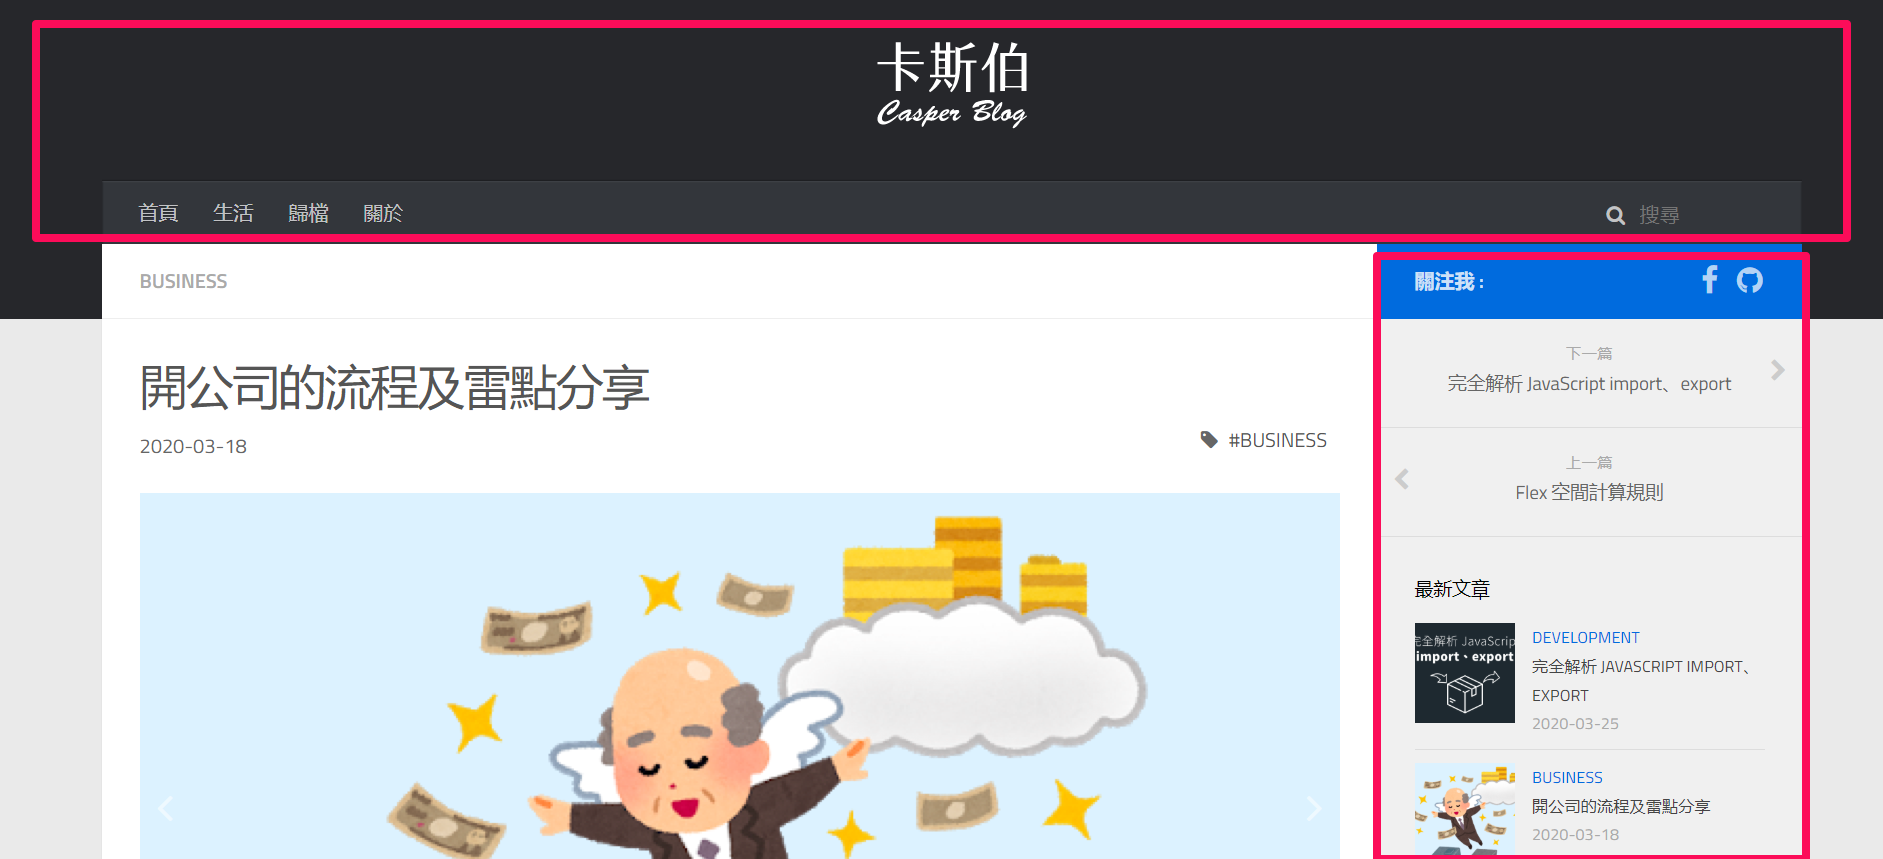 卡斯伯
Casper Blog
首頁 生活 歸檔 關於 搜尋
BUSINESS
開公司的流程及雷點分享
2020-03-18
#BUSINESS
關注我 :
下一篇
完全解析 JavaScript import、export
上一篇
Flex 空間計算規則
最新文章
完全解析 JavaScrip
import、export
DEVELOPMENT
完全解析 JAVASCRIPT IMPORT、
EXPORT
2020-03-25
BUSINESS
開公司的流程及雷點分享
2020-03-18